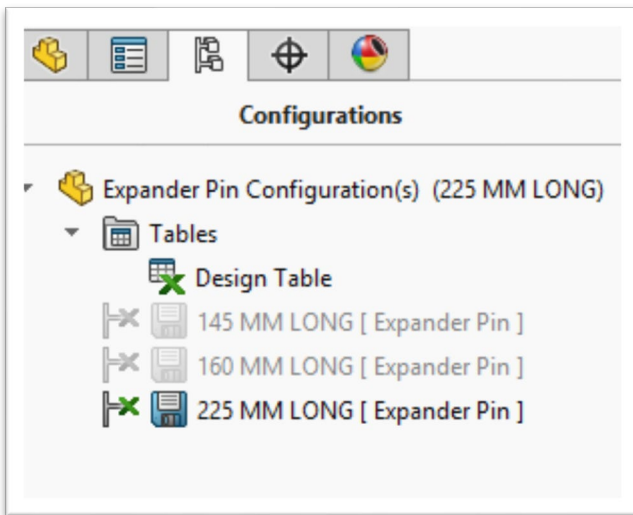 Configurations
Expander Pin Configuration(s) (225 MM LONG)
Tables
Design Table
145 MM LONG [ Expander Pin ]
160 MM LONG [ Expander Pin ]
225 MM LONG [ Expander Pin ]